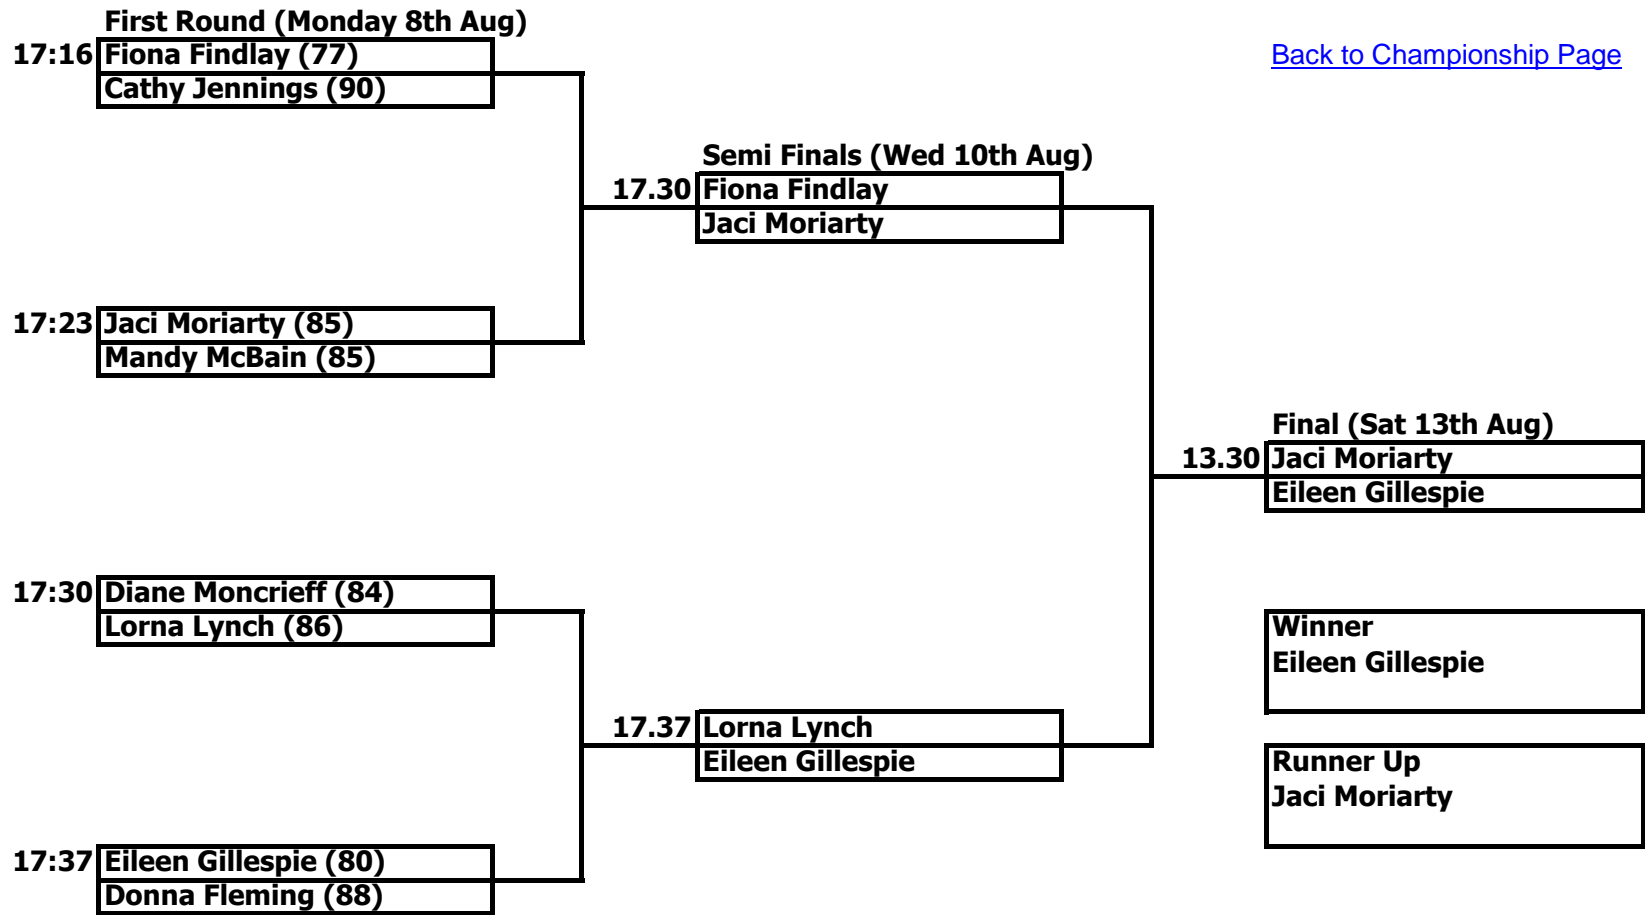 First Round (Monday 8th Aug)
17:16 Fiona Findlay (77)
Back to Championship Page
Cathy Jennings (90)
Semi Finals (Wed 10th Aug)
17.30 Fiona Findlay
Jaci Moriarty
17:23 Jaci Moriarty (85)
Mandy McBain (85)
Final (Sat 13th Aug)
13.30 Jaci Moriarty
Eileen Gillespie
17:30 Diane Moncrieff (84)
Lorna Lynch (86)
Winner
Eileen Gillespie
17.37 Lorna Lynch
Eileen Gillespie
Runner Up
Jaci Moriarty
17:37 Eileen Gillespie (80)
Donna Fleming (88)